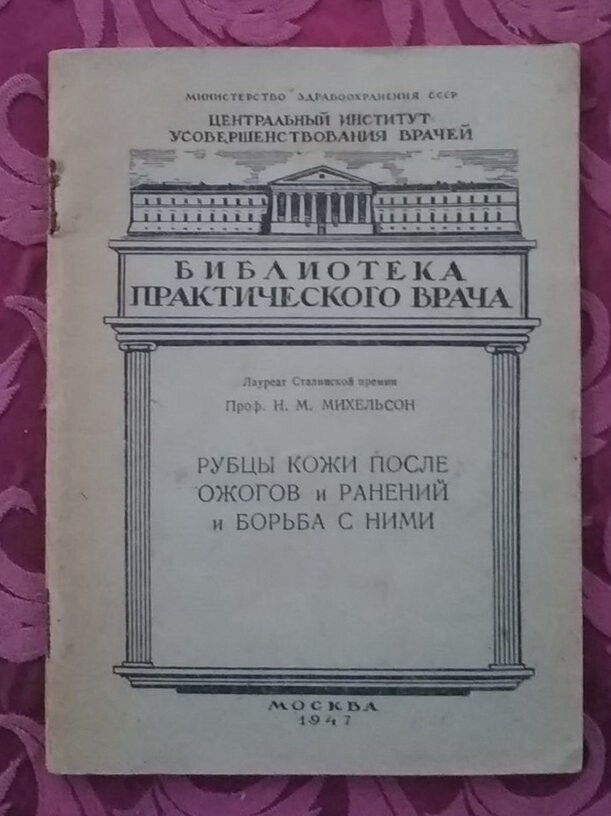 МИНИСТЕРСТВО ЗДРАВООХРАНЕНИЯ СССР
ЦЕНТРАЛЬНЫЙ ИНСТИТУТ
УСОВЕРШЕНСТВОВАНИЯ ВРАЧЕЙ
БИБЛИОТЕКА
ПРАКТИЧЕСКОГО ВРАЧА
Лауреат Сталинской премии
Проф. Н. М. МИХЕЛЬСОН
РУБЦЫ КОЖИ ПОСЛЕ
ОЖОГОВ и РАНЕНИЙ
и БОРЬБА С НИМИ
МОСКВА
1947